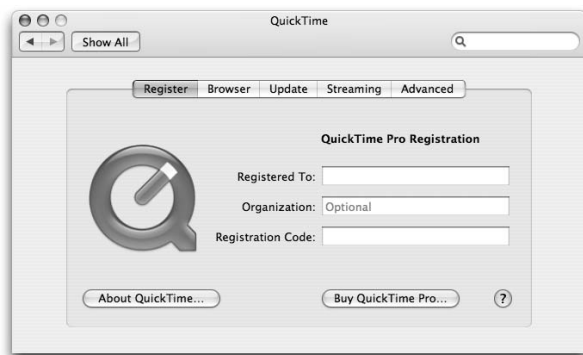 QuickTime
Show All
Register Browser Update Streaming Advanced
QuickTime Pro Registration
Registered To:
Organization: Optional
Registration Code:
About QuickTime... Buy QuickTime Pro... ?